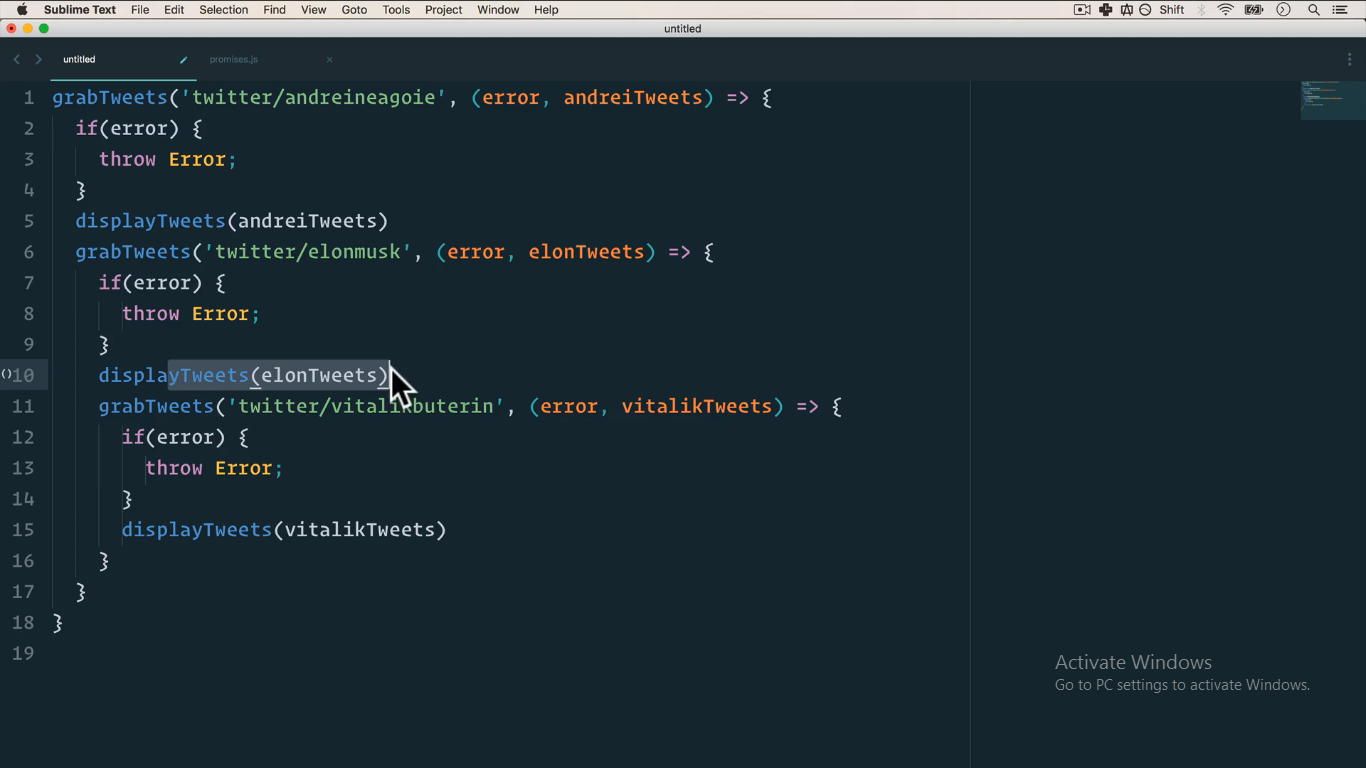 Sublime Text File Edit Selection Find View Goto Tools Project Window Help Shift
untitled
untitled promises.js
1 grabTweets('twitter/andreineagoie', (error, andreiTweets) => {
2 if(error) {
3 throw Error;
4 }
5 displayTweets(andreiTweets)
6 grabTweets('twitter/elonmusk', (error, elonTweets) => {
7 if(error) {
8 throw Error;
9 }
10 displayTweets(elonTweets)
11 grabTweets('twitter/vitalikbuterin', (error, vitalikTweets) => {
12 if(error) {
13 throw Error;
14 }
15 displayTweets(vitalikTweets)
16 }
17 }
18 }
19
Activate Windows
Go to PC settings to activate Windows.